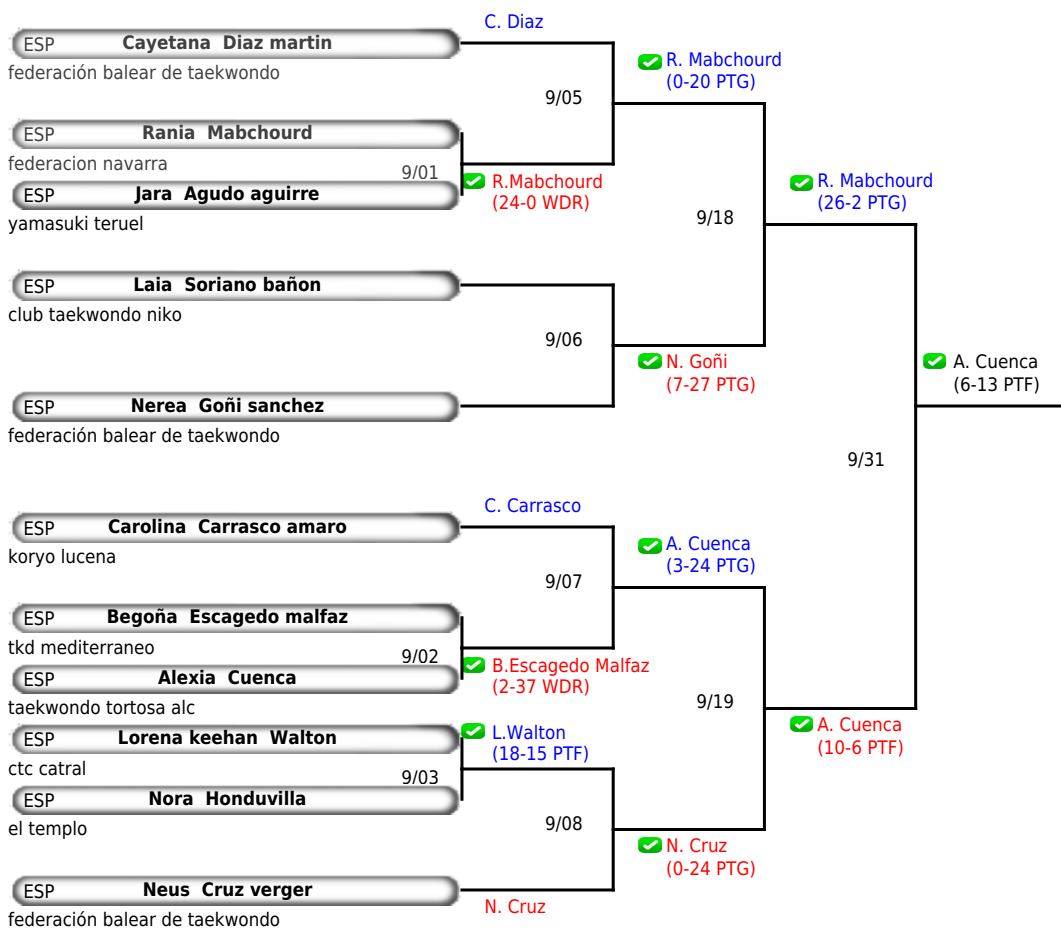 C. Diaz
ESP Cayetana Diaz martin
federación balear de taekwondo
R. Mabchourd
(0-20 PTG)
9/05
ESP Rania Mabchourd
federacion navarra
9/01
R.Mabchourd
(24-0 WDR)
ESP Jara Agudo aguirre
yamasuki teruel
R. Mabchourd
(26-2 PTG)
9/18
ESP Laia Soriano bañon
club taekwondo niko
9/06
N. Goñi
(7-27 PTG)
A. Cuenca
(6-13 PTF)
ESP Nerea Goñi sanchez
federación balear de taekwondo
9/31
C. Carrasco
ESP Carolina Carrasco amaro
koryo lucena
A. Cuenca
(3-24 PTG)
9/07
ESP Begoña Escagedo malfaz
tkd mediterraneo
9/02
B.Escagedo Malfaz
(2-37 WDR)
ESP Alexia Cuenca
taekwondo tortosa alc
9/19
A. Cuenca
(10-6 PTF)
L.Walton
(18-15 PTF)
ESP Lorena keehan Walton
ctc catral
9/03
ESP Nora Honduvilla
el templo
9/08
N. Cruz
(0-24 PTG)
ESP Neus Cruz verger
N. Cruz
federación balear de taekwondo